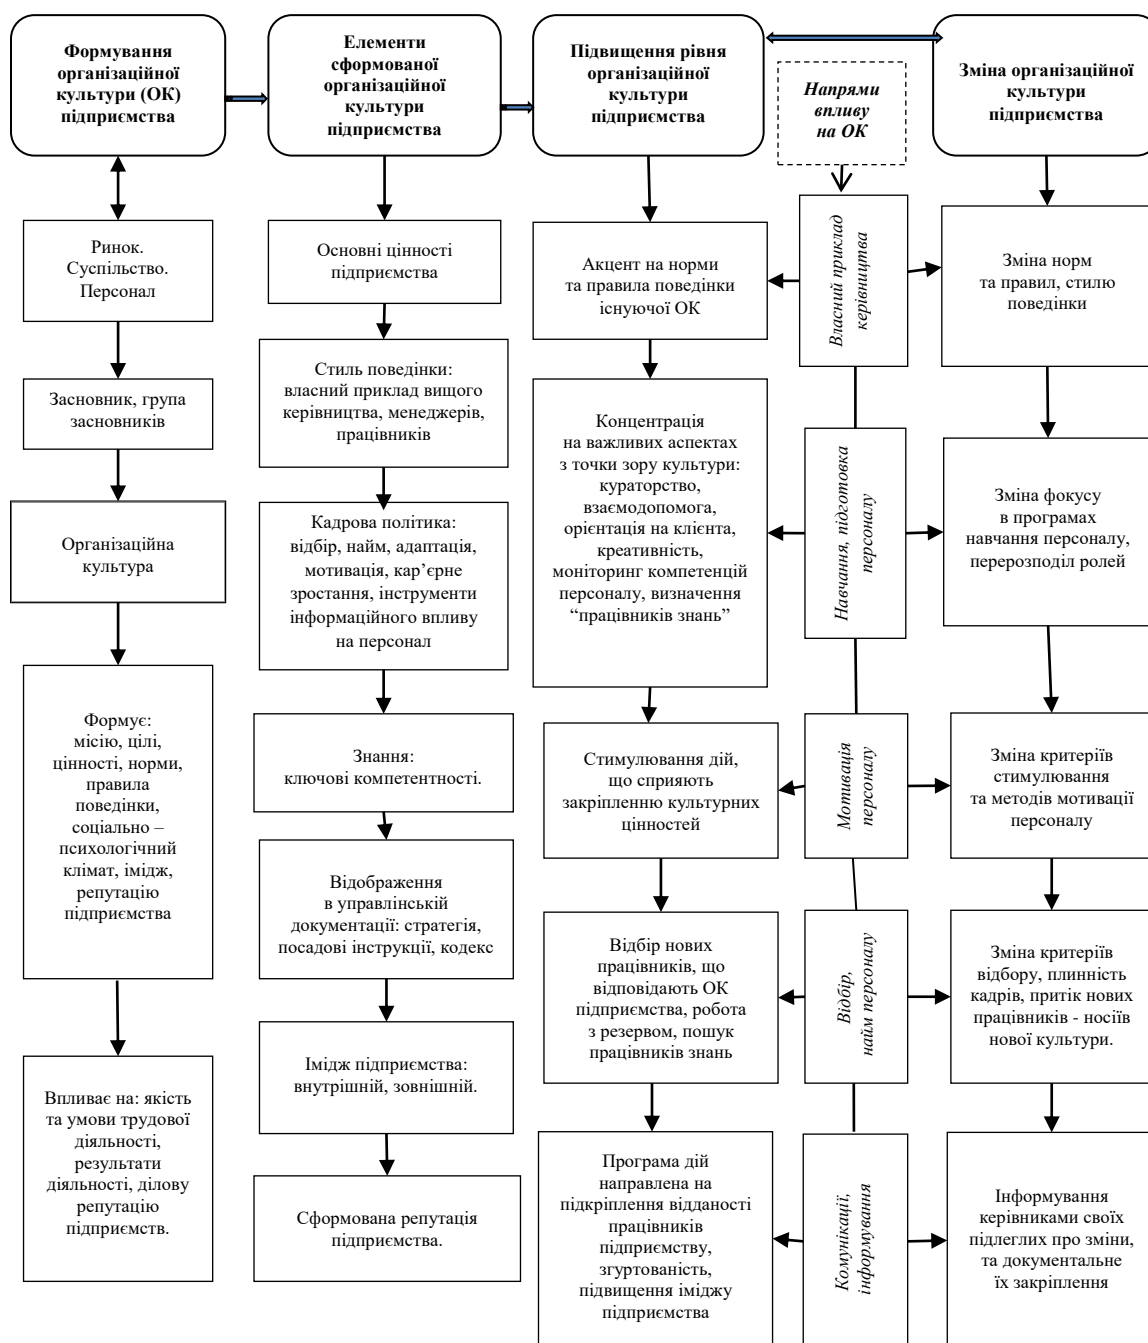 Формування
організаційної
культури (ОК)
підприємства
Елементи
сформованої
організаційної
культури
підприємства
Підвищення рівня
організаційної
культури
підприємства
Напрями
впливу
на ОК
Зміна організаційної
культури
підприємства
Ринок.
Суспільство.
Персонал
Засновник, група
засновників
Організаційна
культура
Формує:
місію, цілі,
цінності, норми,
правила
поведінки,
соціально –
психологічний
клімат, імідж,
репутацію
підприємства
Впливає на: якість
та умови трудової
діяльності,
результати
діяльності, ділову
репутацію
підприємств.
Основні цінності
підприємства
Стиль поведінки:
власний приклад вищого
керівництва, менеджерів,
працівників
Кадрова політика:
відбір, найм, адаптація,
мотивація, кар’єрне
зростання, інструменти
інформаційного впливу
на персонал
Знання:
ключові компетентності.
Відображення
в управлінській
документації: стратегія,
посадові інструкції, кодекс
Імідж підприємства:
внутрішній, зовнішній.
Сформована репутація
підприємства.
Акцент на норми
та правила поведінки
існуючої ОК
Концентрація
на важливих аспектах
з точки зору культури:
кураторство,
взаємодопомога,
орієнтація на клієнта,
креативність,
моніторинг компетенцій
персоналу, визначення
“працівників знань”
Стимулювання дій,
що сприяють
закріпленню культурних
цінностей
Відбір нових
працівників, що
відповідають ОК
підприємства, робота
з резервом, пошук
працівників знань
Програма дій
направлена на
підкріплення відданості
працівників
підприємству,
згуртованість,
підвищення іміджу
підприємства
Власний приклад
керівництва
Навчання, підготовка
персоналу
Мотивація
персоналу
Відбір,
найм персоналу
Комунікації,
інформування
Зміна норм
та правил, стилю
поведінки
Зміна фокусу
в програмах
навчання персоналу,
перерозподіл ролей
Зміна критеріїв
стимулювання
та методів мотивації
персоналу
Зміна критеріїв
відбору, плинність
кадрів, притік нових
працівників - носіїв
нової культури.
Інформування
керівниками своїх
підлеглих про зміни,
та документальне
їх закріплення